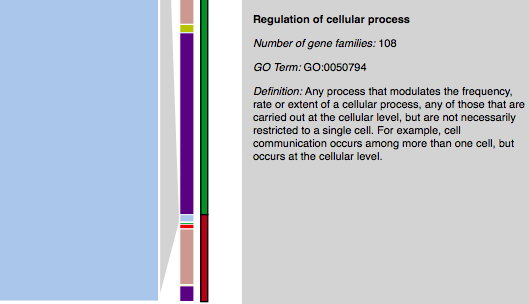 Regulation of cellular process
Number of gene families: 108
GO Term: GO:0050794
Definition: Any process that modulates the frequency,
rate or extent of a cellular process, any of those that are
carried out at the cellular level, but are not necessarily
restricted to a single cell. For example, cell
communication occurs among more than one cell, but
occurs at the cellular level.